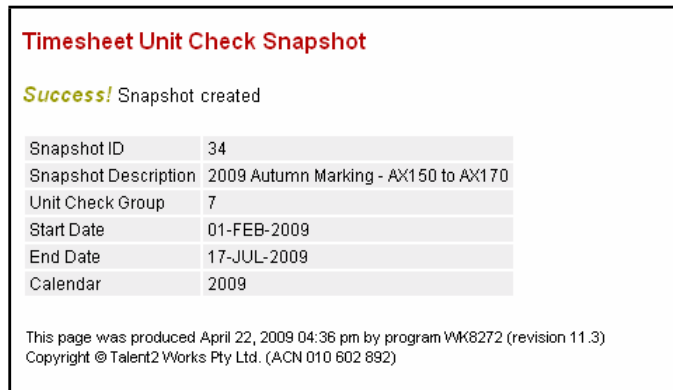 Timesheet Unit Check Snapshot
Success! Snapshot created
Snapshot ID 34
Snapshot Description 2009 Autumn Marking - AX150 to AX170
Unit Check Group 7
Start Date 01-FEB-2009
End Date 17-JUL-2009
Calendar 2009
This page was produced April 22, 2009 04:36 pm by program WK8272 (revision 11.3)
Copyright © Talent2 Works Pty Ltd. (ACN 010 602 892)